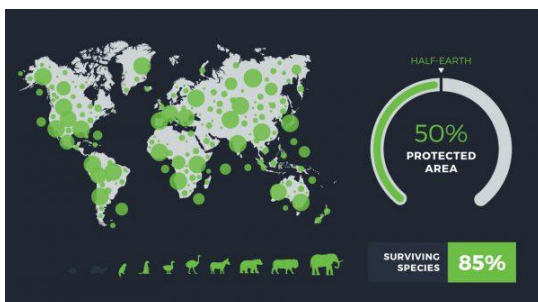 HALF-EARTH
50%
PROTECTED
AREA
SURVIVING
SPECIES
85%